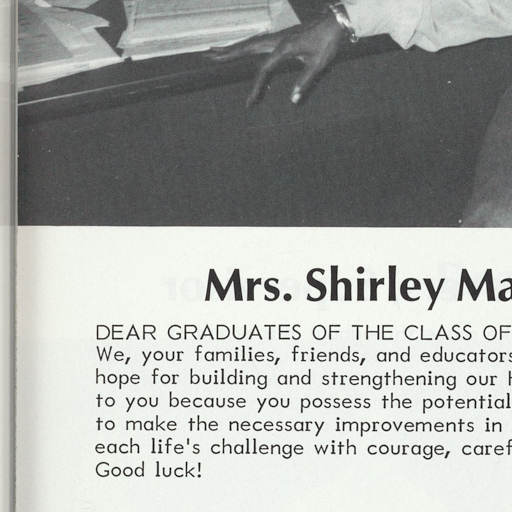 Mrs. Shirley Ma
DEAR GRADUATES OF THE CLASS OF
We, your families, friends, and educators
hope for building and strengthening our
to you because you possess the potential
to make the necessary improvements in
each life's challenge with courage, caref
Good luck!